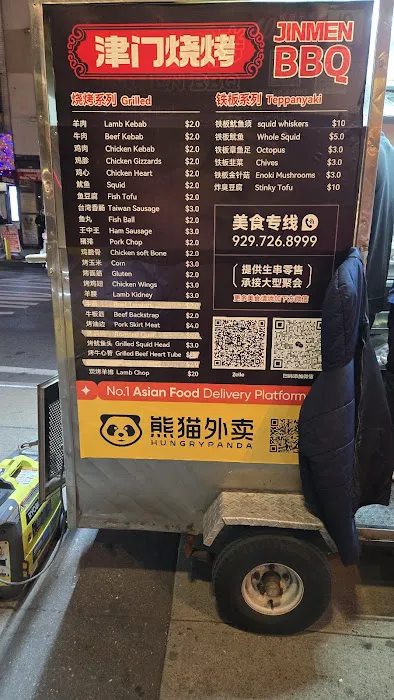 津门烧烤
JINMEN
BBQ
烧烤系列 Grilled
羊肉 Lamb Kebab $2.0
牛肉 Beef Kebab $2.0
鸡肉 Chicken Kebab $2.0
鸡胗 Chicken Gizzards $2.0
鸡心 Chicken Heart $2.0
鱿鱼 Squid $2.0
鱼豆腐 Fish Tofu $2.0
台湾香肠 Taiwan Sausage $3.0
鱼丸 Fish Ball $2.0
王中王 Ham Sausage $3.0
猪排 Pork Chop $2.0
鸡脆骨 Chicken soft Bone $2.0
烤玉米 Corn $3.0
烤面筋 Gluten $2.0
烤鸡翅 Chicken Wings $3.0
羊腰 Lamb Kidney $3.0
牛板筋 Beef Backstrap $2.0
烤油边 Pork Skirt Meat $4.0
烤鱿鱼头 Grilled Squid Head $3.0
烤牛心管 Grilled Beef Heart Tube
炭烤羊排 Lamb Chop $20
铁板系列 Teppanyaki
铁板鱿鱼须 squid whiskers $10
铁板鱿鱼 Whole Squid $5.0
铁板章鱼足 Octopus $3.0
铁板韭菜 Chives $3.0
铁板金针菇 Enoki Mushrooms $3.0
炸臭豆腐 Stinky Tofu $10
美食专线
929.726.8999
提供生串零售
承接大型聚会
Zelle
No.1 Asian Food Delivery Platform
熊猫外卖
HUNGRYPANDA
RYOBI